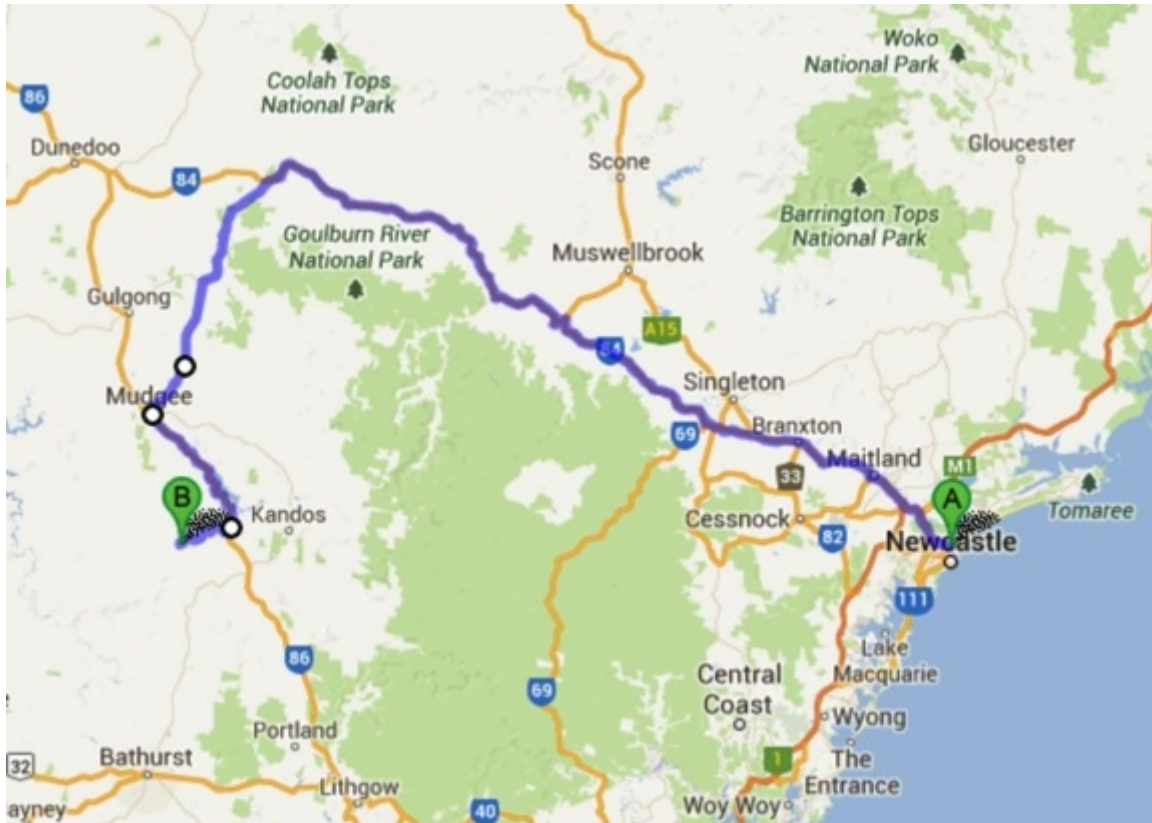 Woko
National Park
Coolah Tops
National Park
86
Dunedoo
Gloucester
Scone
84
Barrington Tops
National Park
Goulburn River
National Park
Muswellbrook
Gulgong
A15
84
Singleton
Mudgee
Branxton
69
Maitland
M1
33
B
A
Kandos
Cessnock
Tomaree
82
Newcastle
111
Lake
Macquarie
86
Central
Coast
69
Wyong
Portland
Bathurst
1
The
Entrance
32
Lithgow
ayney
40
Woy Woy